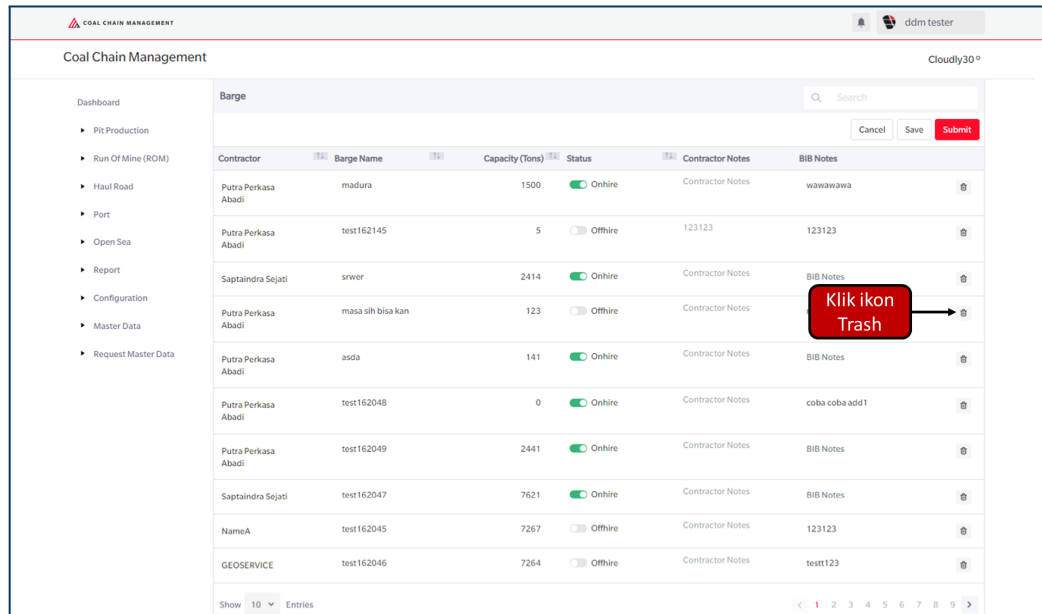 COAL CHAIN MANAGEMENT
ddm tester
Coal Chain Management
Cloudly30 °
Dashboard
Pit Production
Run Of Mine (ROM)
Haul Road
Port
Open Sea
Report
Configuration
Master Data
Request Master Data
Barge
Search
Cancel Save Submit
Contractor Barge Name Capacity (Tons) Status Contractor Notes BIB Notes
Putra Perkasa Abadi madura 1500 Onhire Contractor Notes wawawawa
Putra Perkasa Abadi test162145 5 Offhire 123123 123123
Saptaindra Sejati srwer 2414 Onhire Contractor Notes BIB Notes
Putra Perkasa Abadi masa sih bisa kan 123 Offhire Contractor Notes
Klik ikon
Trash
Putra Perkasa Abadi asda 141 Onhire Contractor Notes BIB Notes
Putra Perkasa Abadi test162048 0 Onhire Contractor Notes coba coba add1
Putra Perkasa Abadi test162049 2441 Onhire Contractor Notes BIB Notes
Saptaindra Sejati test162047 7621 Onhire Contractor Notes BIB Notes
NameA test162045 7267 Offhire Contractor Notes 123123
GEOSERVICE test162046 7264 Offhire Contractor Notes testt123
Show 10 Entries
< 1 2 3 4 5 6 7 8 9 >